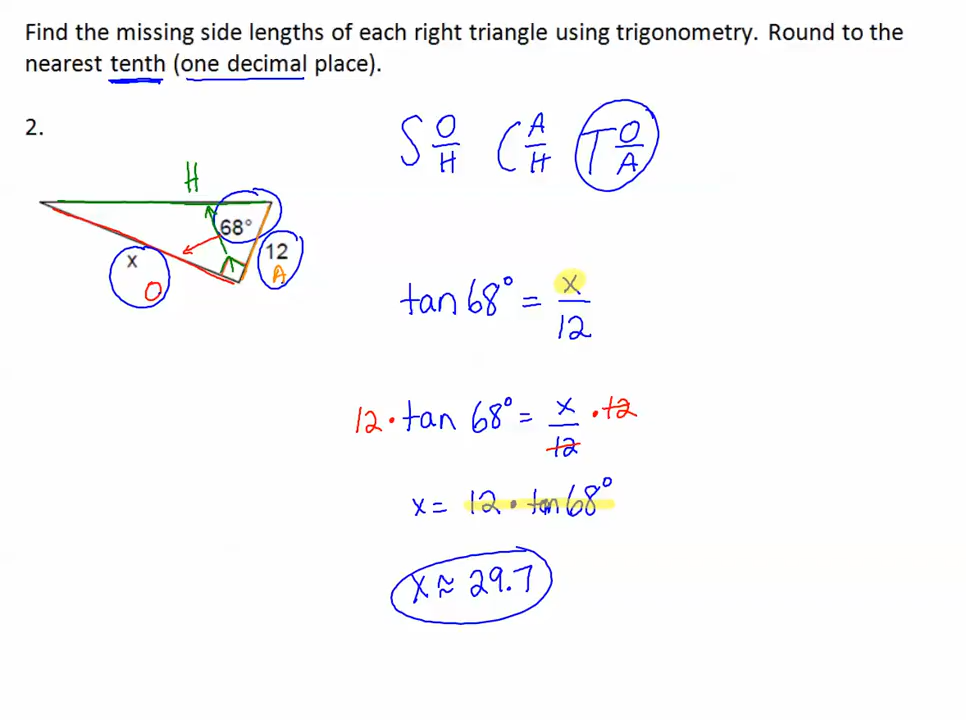 Find the missing side lengths of each right triangle using trigonometry. Round to the
nearest tenth (one decimal place).
2.
S O/H C A/H T O/A
H
68°
12
A
x
O
tan 68° = x/12
12 · tan 68° = x/12 · 12
x = 12 · tan 68°
x ≈ 29.7